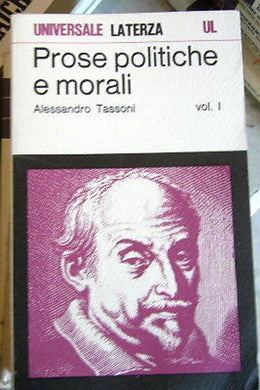 UNIVERSALE LATERZA UL
Prose politiche
e morali
Alessandro Tassoni vol. I